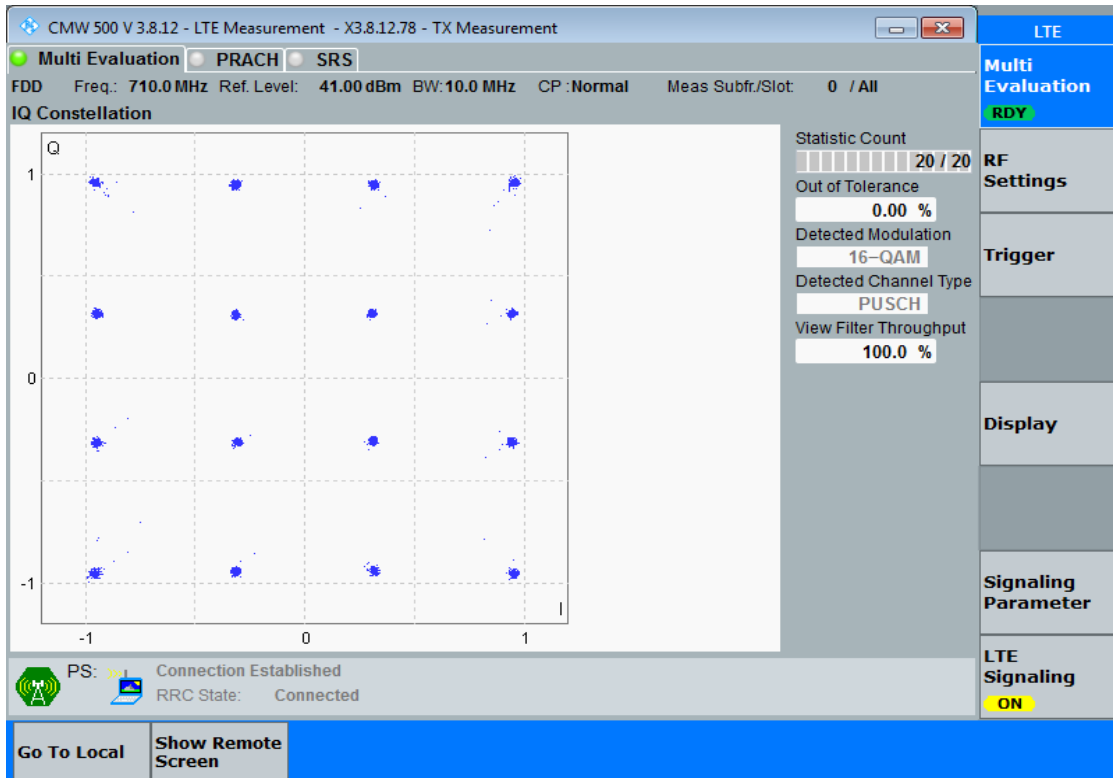 CMW 500 V 3.8.12 - LTE Measurement - X3.8.12.78 - TX Measurement
LTE
Multi Evaluation PRACH SRS
FDD Freq.: 710.0 MHz Ref. Level: 41.00 dBm BW: 10.0 MHz CP : Normal Meas Subfr./Slot: 0 / All
IQ Constellation
Q
1
0
-1
-1 0 1
I
Statistic Count
20 / 20
Out of Tolerance
0.00 %
Detected Modulation
16-QAM
Detected Channel Type
PUSCH
View Filter Throughput
100.0 %
Multi
Evaluation
RDY
RF
Settings
Trigger
Display
Signaling
Parameter
LTE
Signaling
ON
PS: Connection Established
RRC State: Connected
Go To Local
Show Remote
Screen